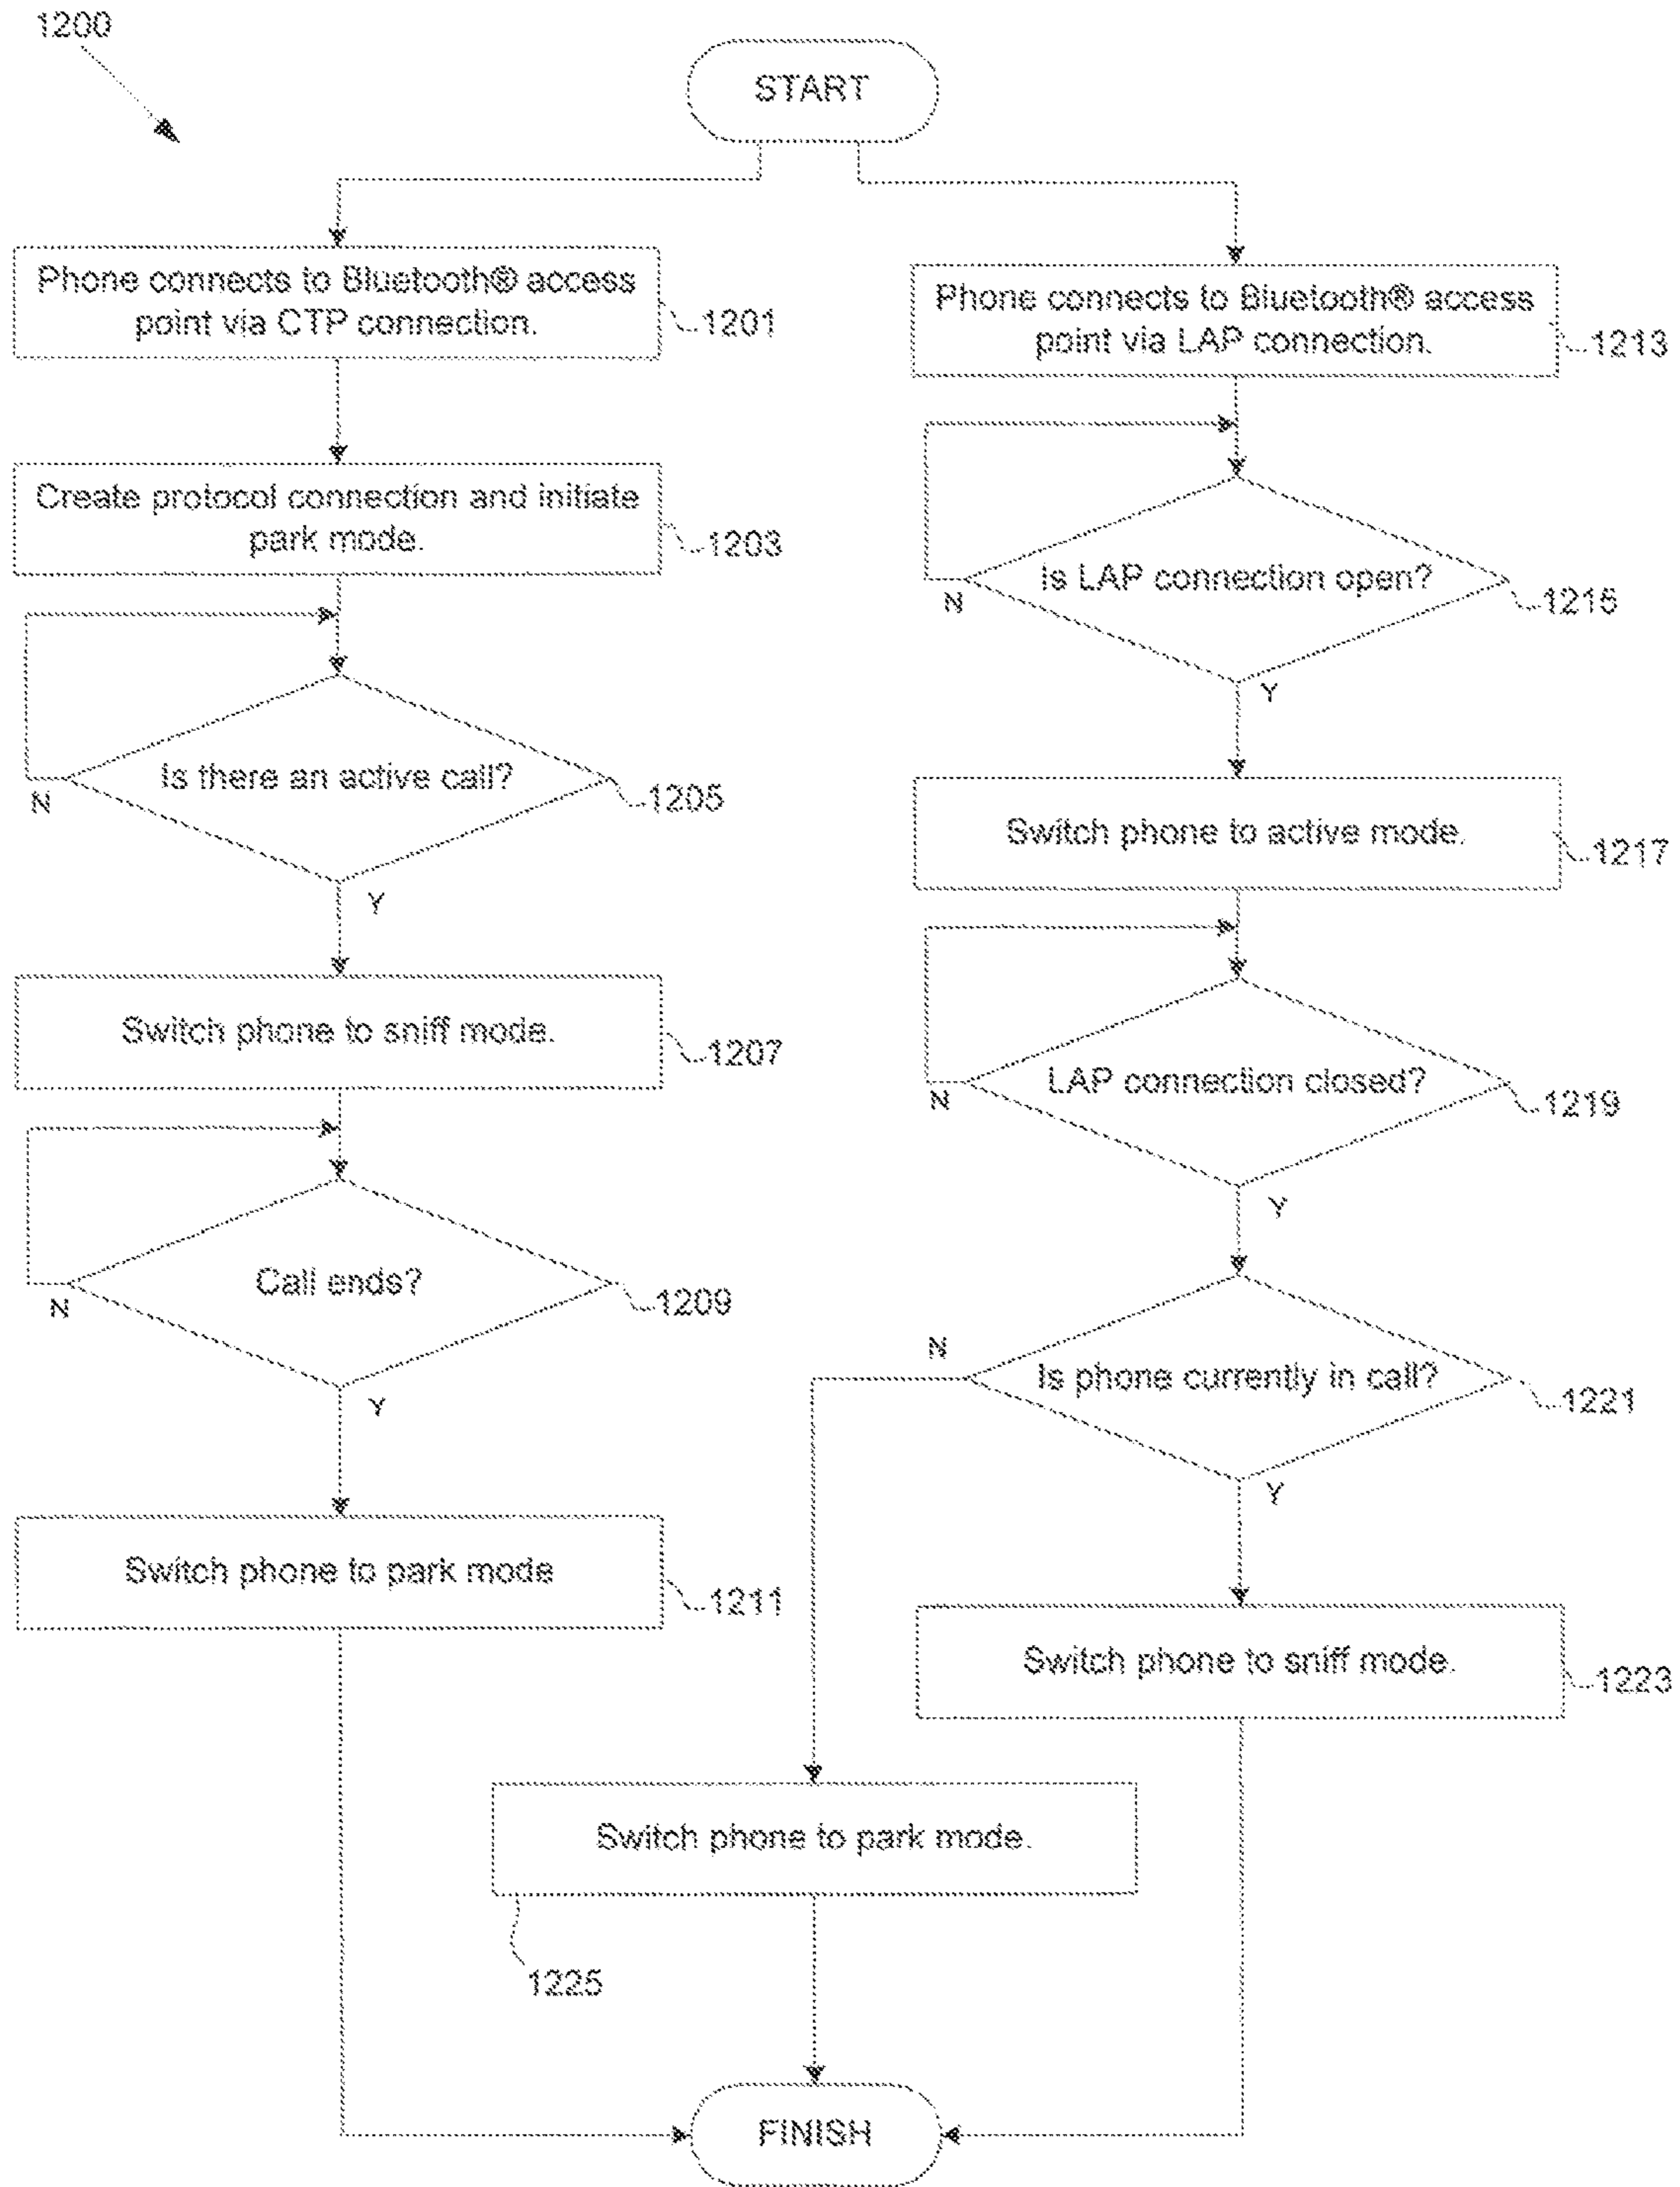 1200
START
Phone connects to Bluetooth® access
point via CTP connection.
1201
Create protocol connection and initiate
park mode.
1203
Is there an active call?
N
1205
Y
Switch phone to sniff mode.
1207
Call ends?
N
1209
Y
Switch phone to park mode
1211
Phone connects to Bluetooth® access
point via LAP connection.
1213
Is LAP connection open?
N
1215
Y
Switch phone to active mode.
1217
LAP connection closed?
N
1219
Y
N
Is phone currently in call?
1221
Y
Switch phone to sniff mode.
1223
Switch phone to park mode.
1225
FINISH